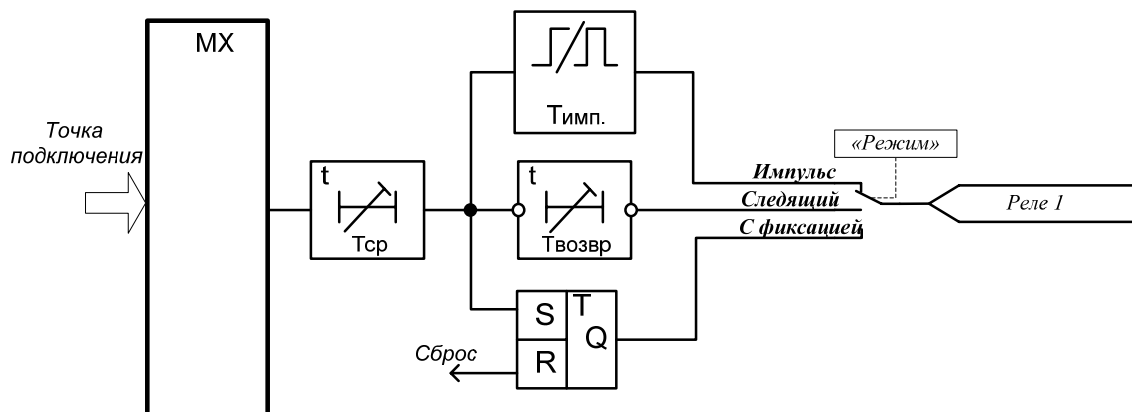 MX
Точка
подключения
t
Tср
Tимп.
t
Tвозвр
S
T
Q
R
Сброс
«Режим»
Импульс
Следящий
С фиксацией
Реле 1